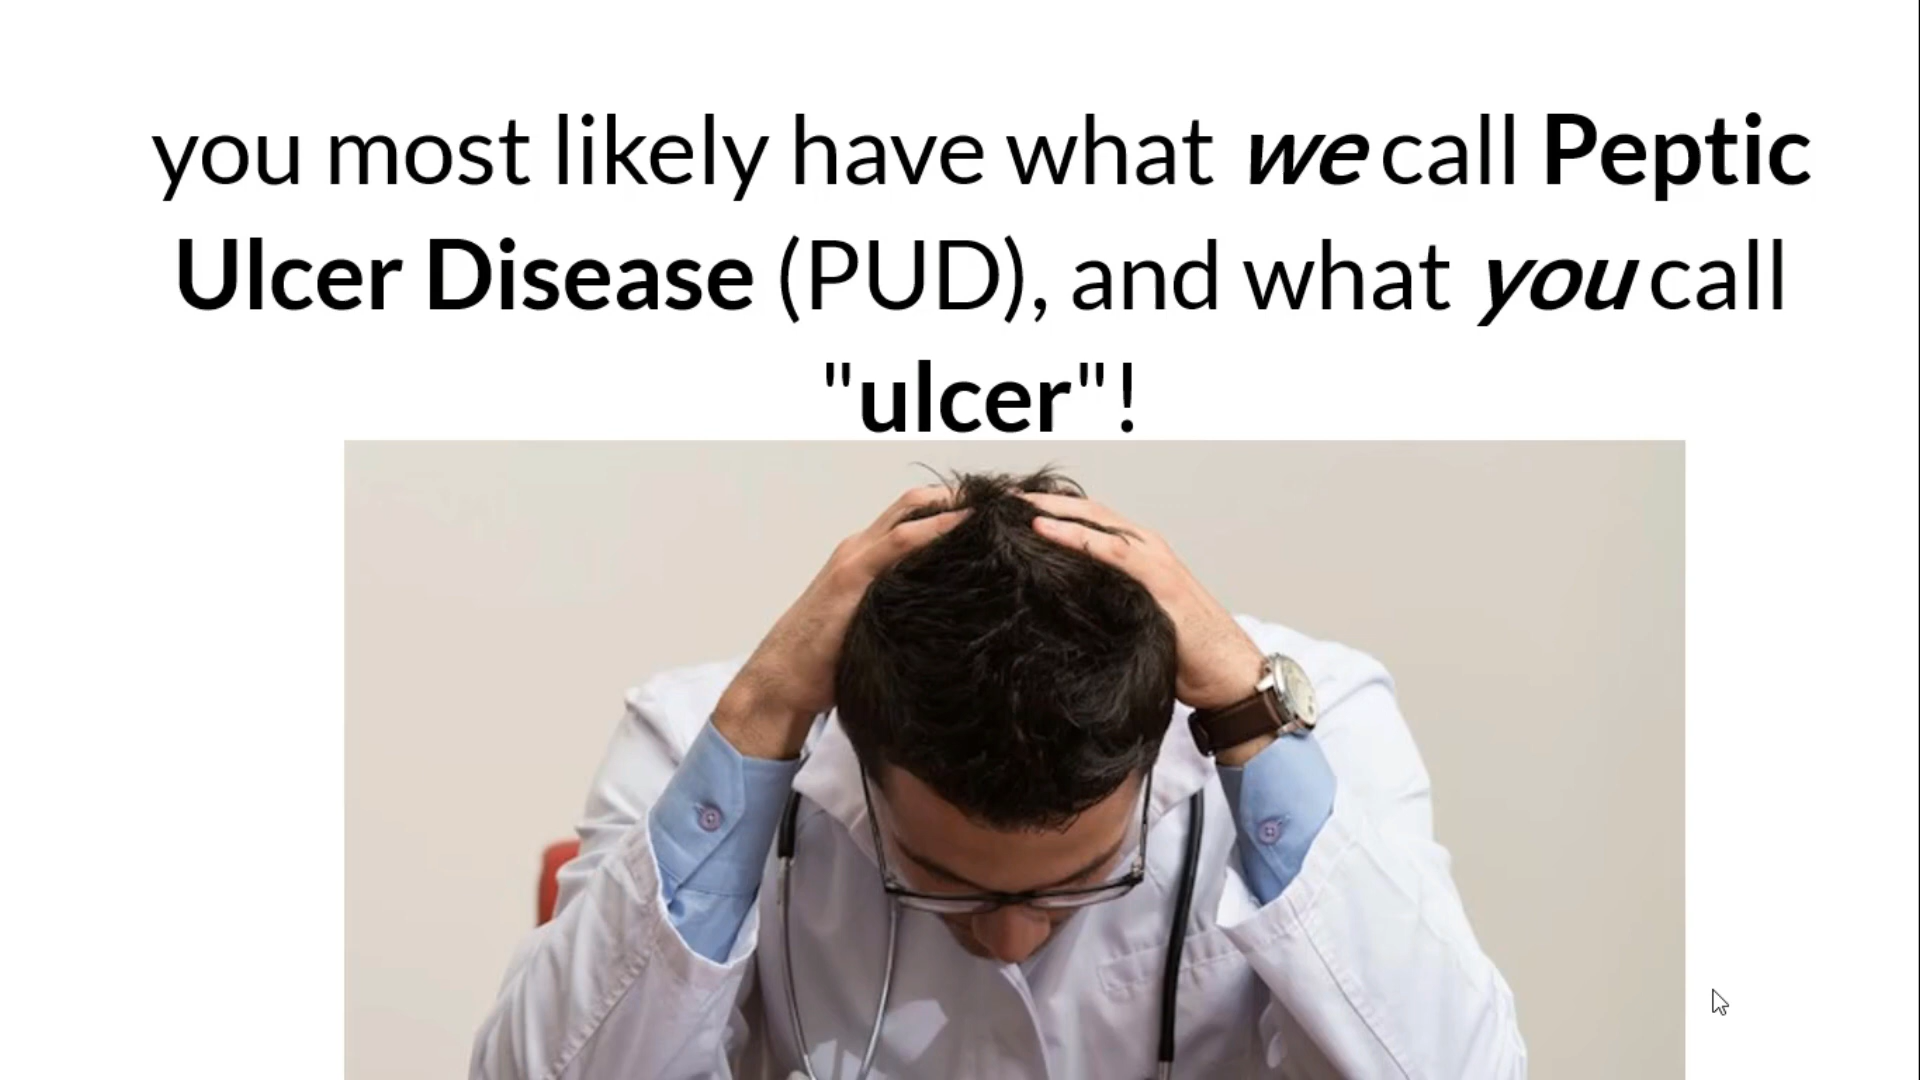 you most likely have what we call Peptic
Ulcer Disease (PUD), and what you call
"ulcer"!